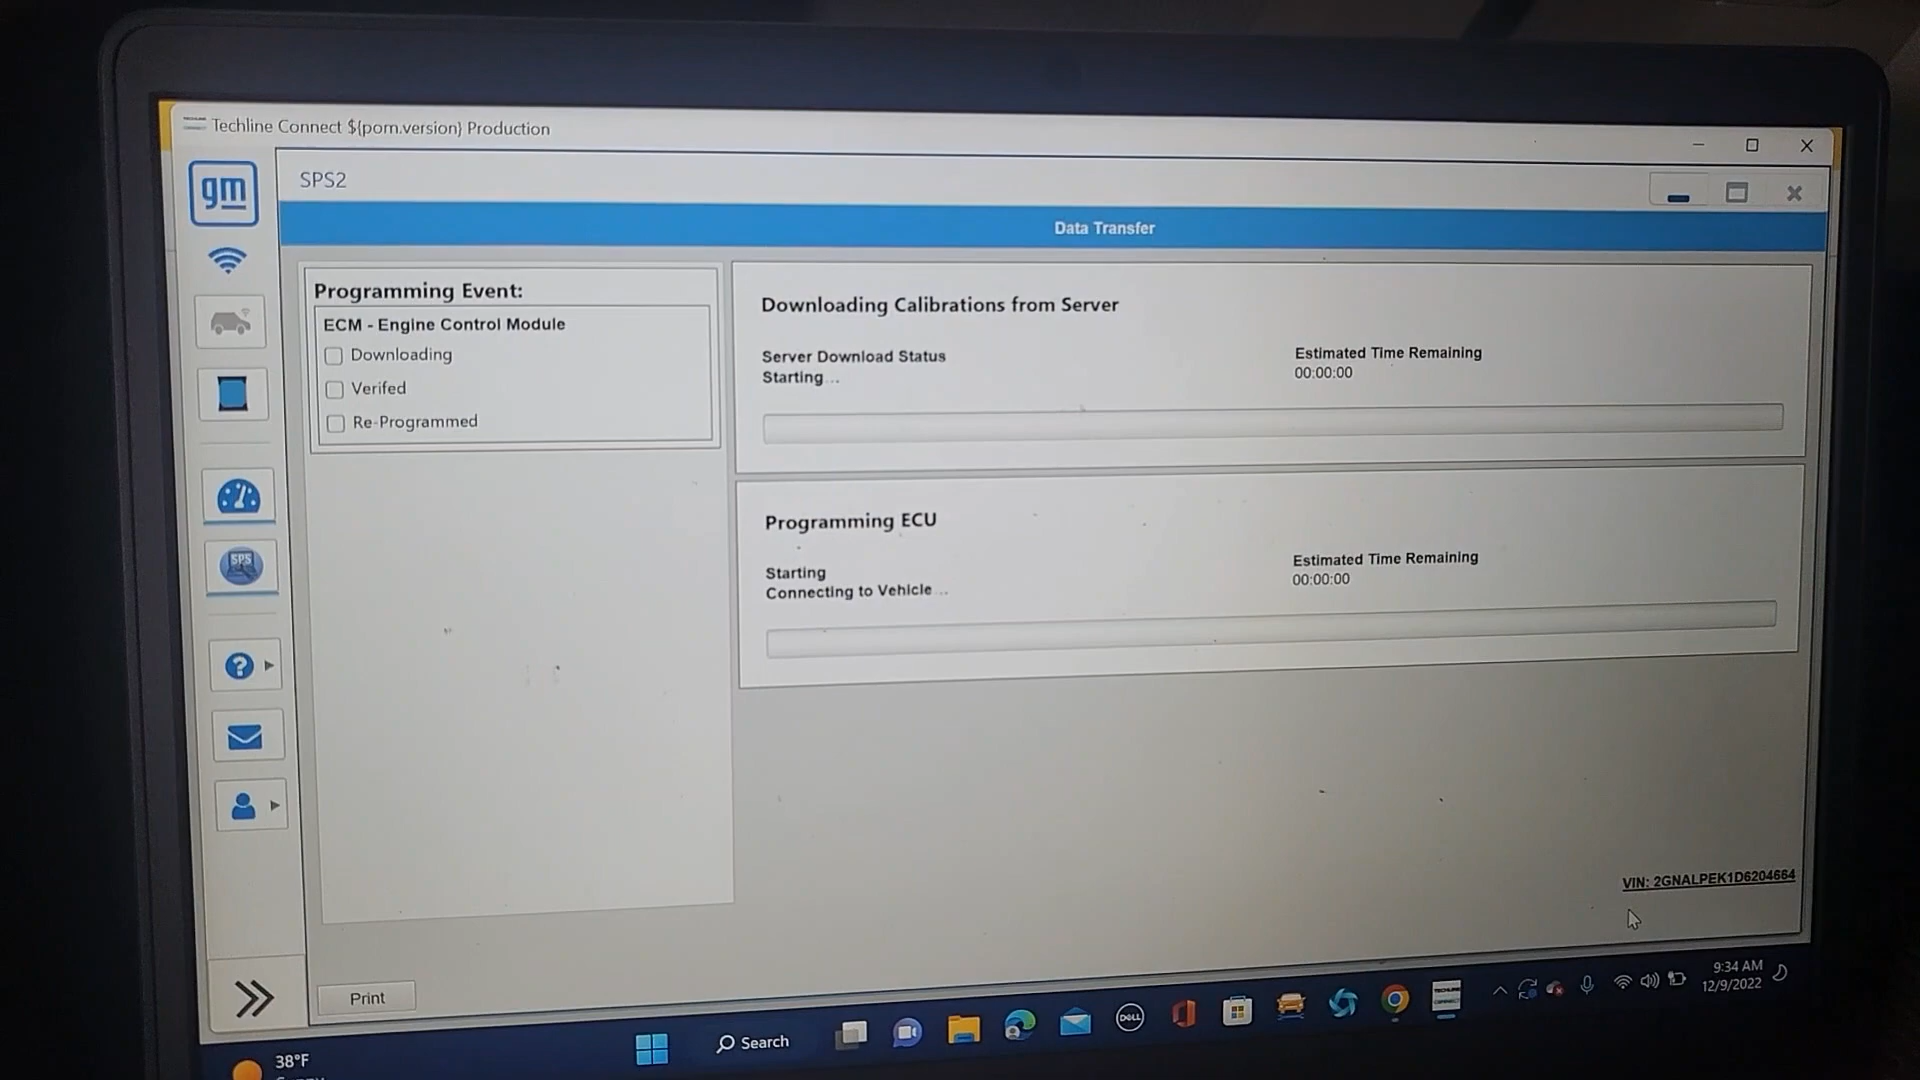 Techline Connect ${pom.version} Production
gm
SPS2
Data Transfer
Programming Event:
ECM - Engine Control Module
Downloading
Verifed
Re-Programmed
Downloading Calibrations from Server
Server Download Status
Starting ...
Estimated Time Remaining
00:00:00
Programming ECU
Starting
Connecting to Vehicle ...
Estimated Time Remaining
00:00:00
SPS
?
VIN: 2GNALPEK1D6204664
Print
38°F
Search
DELL
9:34 AM
12/9/2022